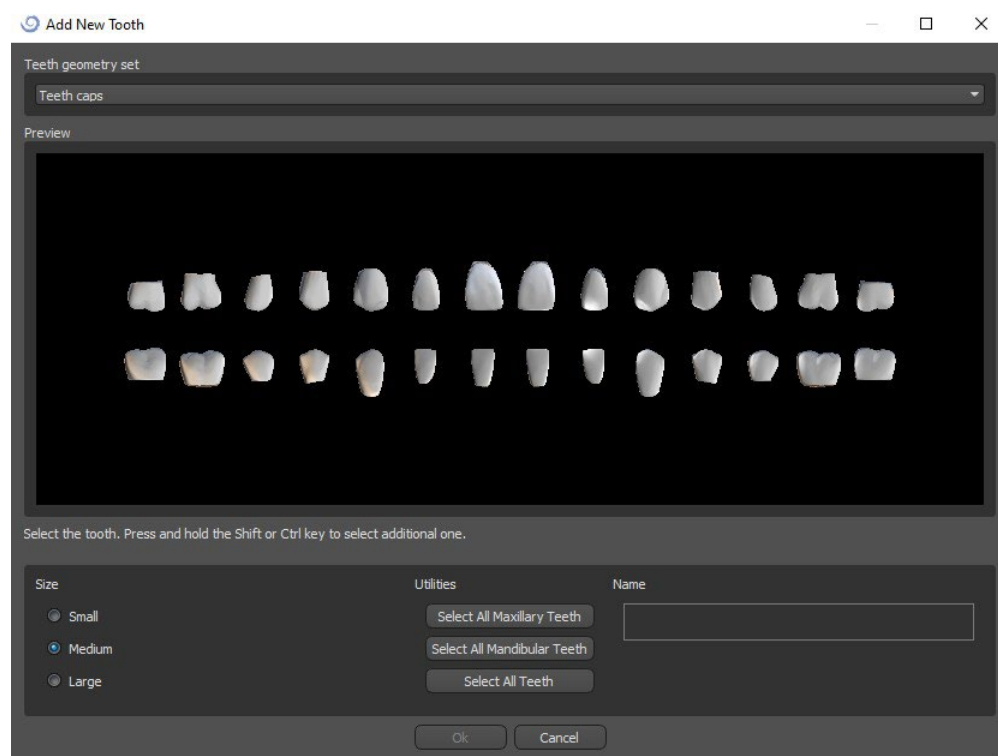 Add New Tooth
Teeth geometry set
Teeth caps
Preview
Select the tooth. Press and hold the Shift or Ctrl key to select additional one.
Size
Utilities
Name
Small
Select All Maxillary Teeth
Medium
Select All Mandibular Teeth
Large
Select All Teeth
Ok
Cancel